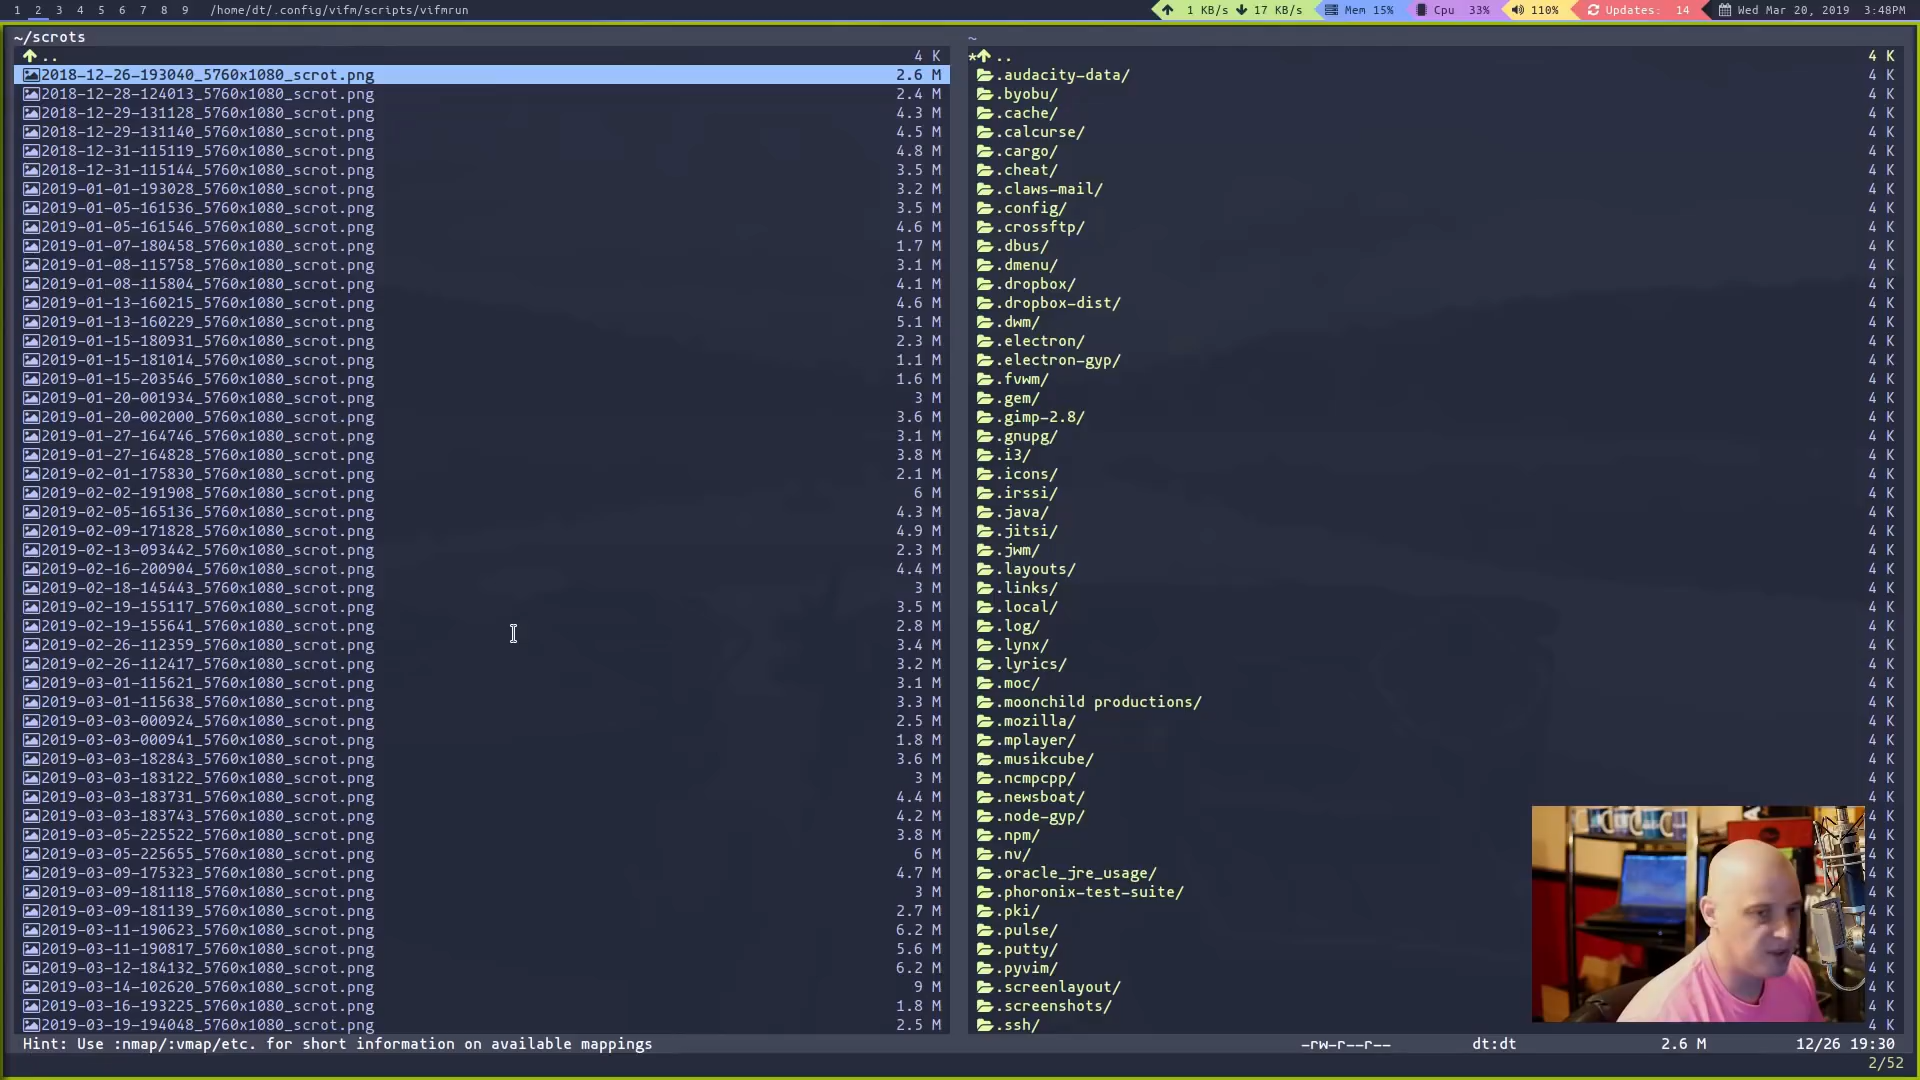 1 2 3 4 5 6 7 8 9 /home/dt/.config/vifm/scripts/vifmrun 1 KB/s 17 KB/s Mem 15% Cpu 33% 110% Updates: 14 Wed Mar 20, 2019 3:48PM
~/scrots
.. 4 K
2018-12-26-193040_5760x1080_scrot.png 2.6 M
2018-12-28-124013_5760x1080_scrot.png 2.4 M
2018-12-29-131128_5760x1080_scrot.png 4.3 M
2018-12-29-131140_5760x1080_scrot.png 4.5 M
2018-12-31-115119_5760x1080_scrot.png 4.8 M
2018-12-31-115144_5760x1080_scrot.png 3.5 M
2019-01-01-193028_5760x1080_scrot.png 3.2 M
2019-01-05-161536_5760x1080_scrot.png 3.5 M
2019-01-05-161546_5760x1080_scrot.png 4.6 M
2019-01-07-180458_5760x1080_scrot.png 1.7 M
2019-01-08-115758_5760x1080_scrot.png 3.1 M
2019-01-08-115804_5760x1080_scrot.png 4.1 M
2019-01-13-160215_5760x1080_scrot.png 4.6 M
2019-01-13-160229_5760x1080_scrot.png 5.1 M
2019-01-15-180931_5760x1080_scrot.png 2.3 M
2019-01-15-181014_5760x1080_scrot.png 1.1 M
2019-01-15-203546_5760x1080_scrot.png 1.6 M
2019-01-20-001934_5760x1080_scrot.png 3 M
2019-01-20-002000_5760x1080_scrot.png 3.6 M
2019-01-27-164746_5760x1080_scrot.png 3.1 M
2019-01-27-164828_5760x1080_scrot.png 3.8 M
2019-02-01-175830_5760x1080_scrot.png 2.1 M
2019-02-02-191908_5760x1080_scrot.png 6 M
2019-02-05-165136_5760x1080_scrot.png 4.3 M
2019-02-09-171828_5760x1080_scrot.png 4.9 M
2019-02-13-093442_5760x1080_scrot.png 2.3 M
2019-02-16-200904_5760x1080_scrot.png 4.4 M
2019-02-18-145443_5760x1080_scrot.png 3 M
2019-02-19-155117_5760x1080_scrot.png 3.5 M
2019-02-19-155641_5760x1080_scrot.png 2.8 M
2019-02-26-112359_5760x1080_scrot.png 3.4 M
2019-02-26-112417_5760x1080_scrot.png 3.2 M
2019-03-01-115621_5760x1080_scrot.png 3.1 M
2019-03-01-115638_5760x1080_scrot.png 3.3 M
2019-03-03-000924_5760x1080_scrot.png 2.5 M
2019-03-03-000941_5760x1080_scrot.png 1.8 M
2019-03-03-182843_5760x1080_scrot.png 3.6 M
2019-03-03-183122_5760x1080_scrot.png 3 M
2019-03-03-183731_5760x1080_scrot.png 4.4 M
2019-03-03-183743_5760x1080_scrot.png 4.2 M
2019-03-05-225522_5760x1080_scrot.png 3.8 M
2019-03-05-225655_5760x1080_scrot.png 6 M
2019-03-09-175323_5760x1080_scrot.png 4.7 M
2019-03-09-181118_5760x1080_scrot.png 3 M
2019-03-09-181139_5760x1080_scrot.png 2.7 M
2019-03-11-190623_5760x1080_scrot.png 6.2 M
2019-03-11-190817_5760x1080_scrot.png 5.6 M
2019-03-12-184132_5760x1080_scrot.png 6.2 M
2019-03-14-102620_5760x1080_scrot.png 9 M
2019-03-16-193225_5760x1080_scrot.png 1.8 M
2019-03-19-194048_5760x1080_scrot.png 2.5 M
~
* .. 4 K
.audacity-data/ 4 K
.byobu/ 4 K
.cache/ 4 K
.calcurse/ 4 K
.cargo/ 4 K
.cheat/ 4 K
.claws-mail/ 4 K
.config/ 4 K
.crossftp/ 4 K
.dbus/ 4 K
.dmenu/ 4 K
.dropbox/ 4 K
.dropbox-dist/ 4 K
.dwm/ 4 K
.electron/ 4 K
.electron-gyp/ 4 K
.fvwm/ 4 K
.gem/ 4 K
.gimp-2.8/ 4 K
.gnupg/ 4 K
.i3/ 4 K
.icons/ 4 K
.irssi/ 4 K
.java/ 4 K
.jitsi/ 4 K
.jwm/ 4 K
.layouts/ 4 K
.links/ 4 K
.local/ 4 K
.log/ 4 K
.lynx/ 4 K
.lyrics/ 4 K
.moc/ 4 K
.moonchild productions/ 4 K
.mozilla/ 4 K
.mplayer/ 4 K
.musikcube/ 4 K
.ncmpcpp/ 4 K
.newsboat/ 4 K
.node-gyp/ 4 K
.npm/ 4 K
.nv/ 4 K
.oracle_jre_usage/ 4 K
.phoronix-test-suite/ 4 K
.pki/ 4 K
.pulse/ 4 K
.putty/ 4 K
.pyvim/ 4 K
.screenlayout/ 4 K
.screenshots/ 4 K
.ssh/ 4 K
Hint: Use :nmap/:vmap/etc. for short information on available mappings -rw-r--r-- dt:dt 2.6 M 12/26 19:30
2/52